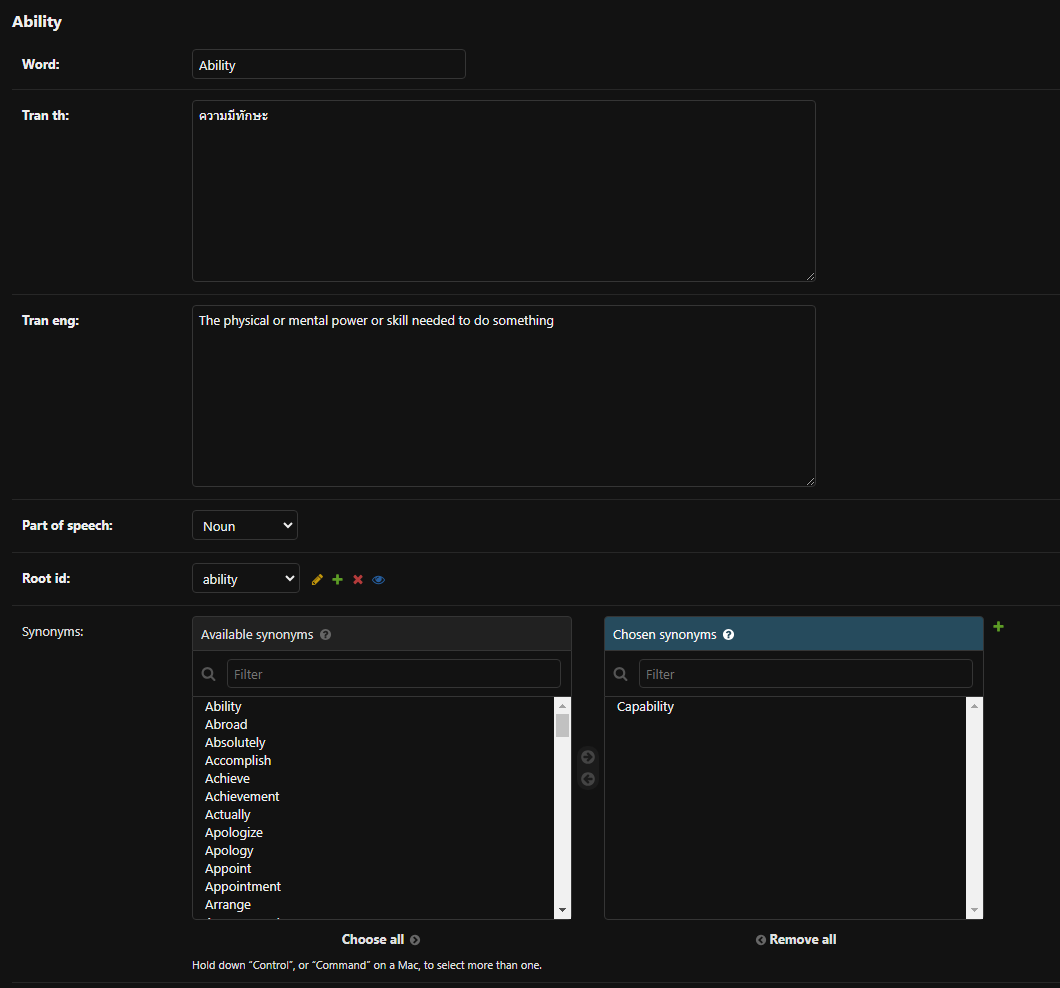 Ability
Word:
Ability
Tran th:
ความมีทักษะ
Tran eng:
The physical or mental power or skill needed to do something
Part of speech:
Noun
Root id:
ability
Synonyms:
Available synonyms ?
Filter
Ability
Abroad
Absolutely
Accomplish
Achieve
Achievement
Actually
Apologize
Apology
Appoint
Appointment
Arrange
Choose all
Chosen synonyms ?
Filter
Capability
Remove all
Hold down “Control”, or “Command” on a Mac, to select more than one.